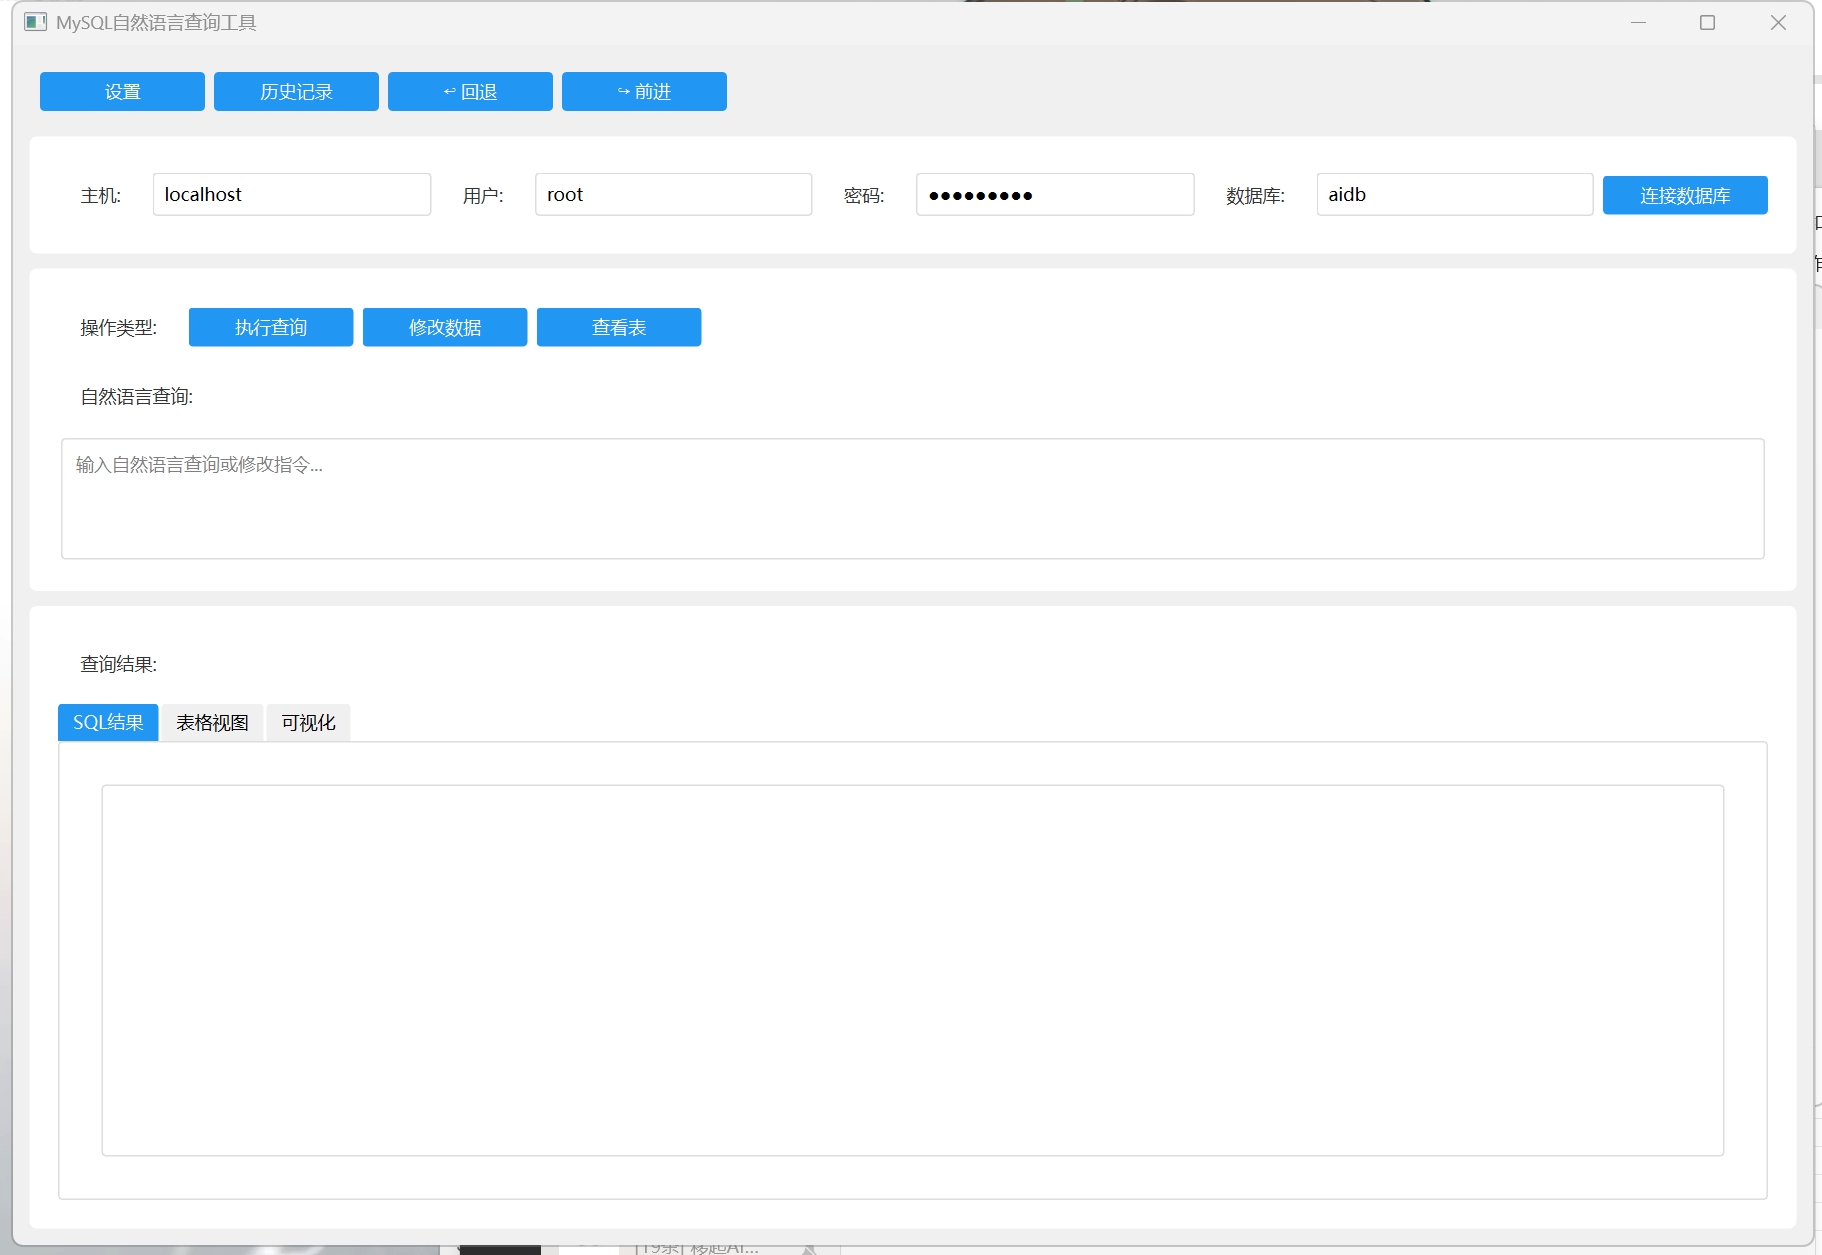 MySQL自然语言查询工具
设置 历史记录 ↩ 回退 ↪ 前进
主机: localhost 用户: root 密码: ●●●●●●●●● 数据库: aidb 连接数据库
操作类型: 执行查询 修改数据 查看表
自然语言查询:
输入自然语言查询或修改指令...
查询结果:
SQL结果 表格视图 可视化